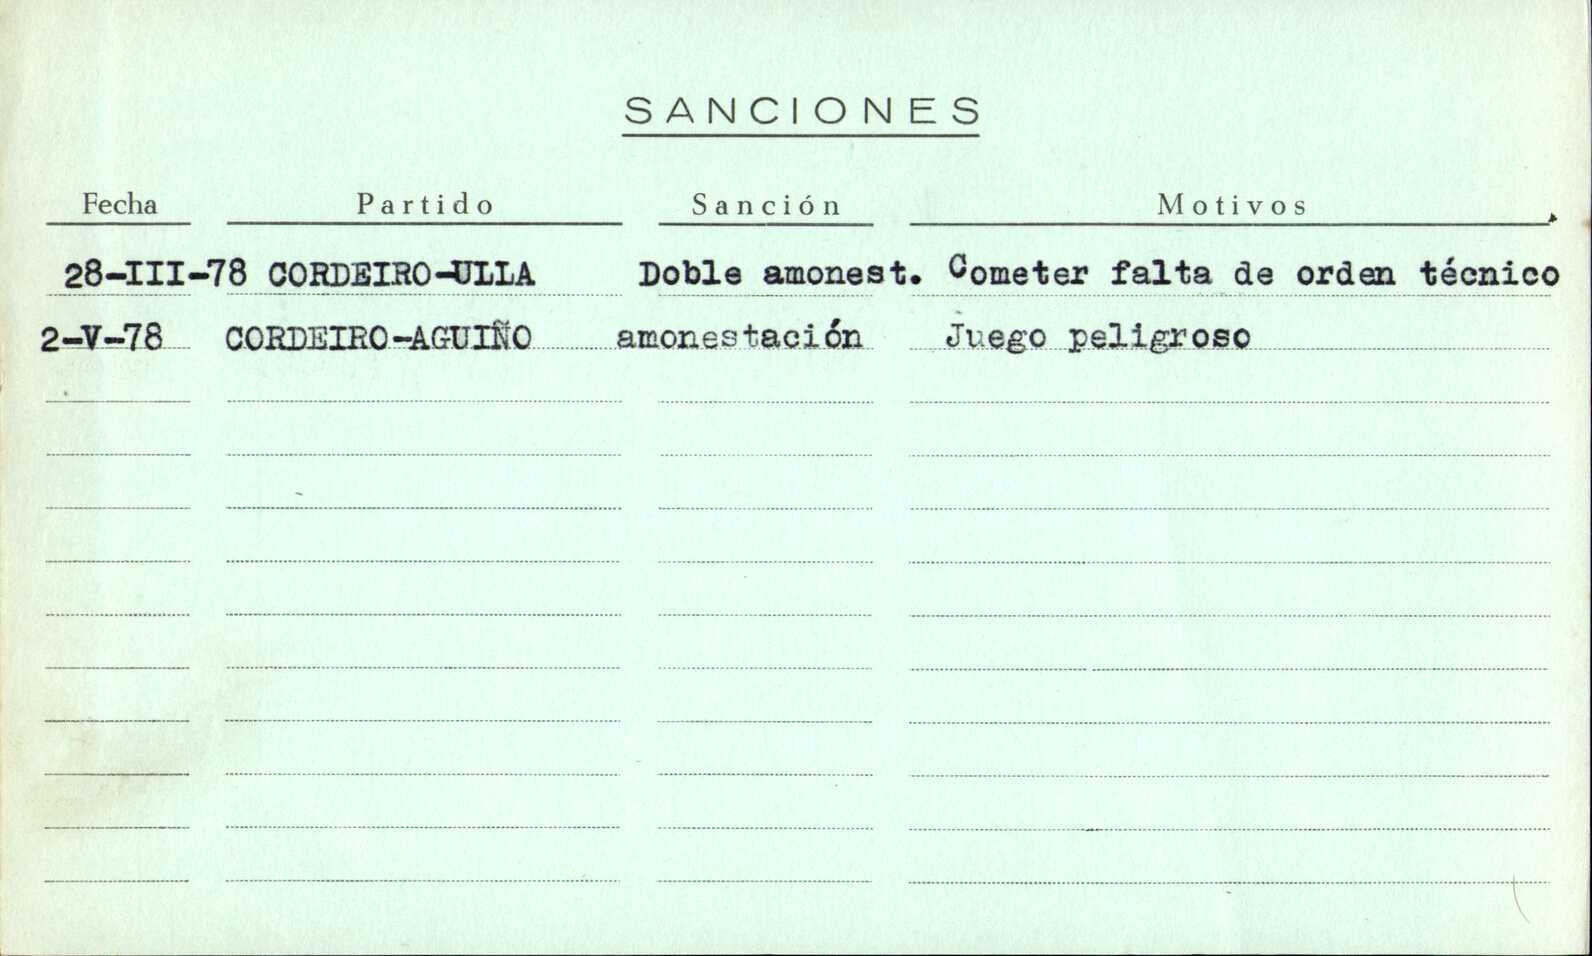 SANCIONES
Fecha Partido Sanción Motivos
28-III-78 CORDEIRO-ULLA Doble amonest. Cometer falta de orden técnico
2-V-78 CORDEIRO-AGUIÑO amonestación Juego peligroso